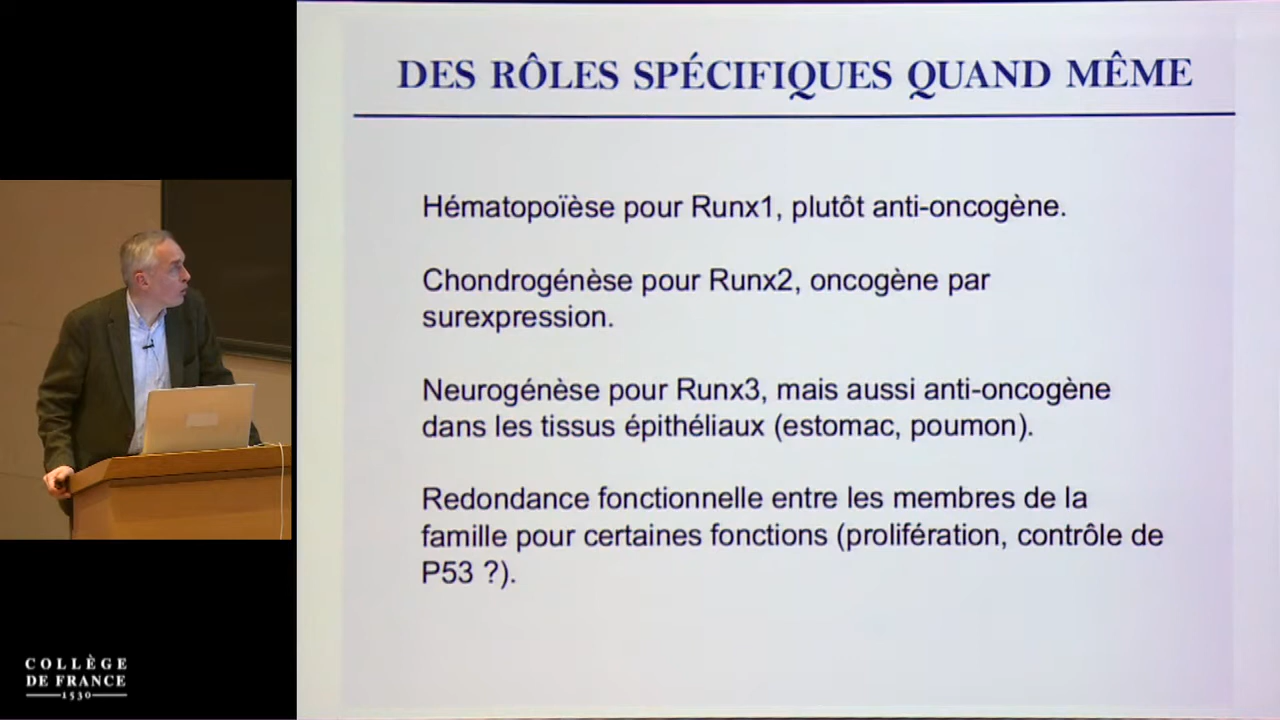 DES RÔLES SPÉCIFIQUES QUAND MÊME
Hématopoïèse pour Runx1, plutôt anti-oncogène.
Chondrogénèse pour Runx2, oncogène par
surexpression.
Neurogénèse pour Runx3, mais aussi anti-oncogène
dans les tissus épithéliaux (estomac, poumon).
Redondance fonctionnelle entre les membres de la
famille pour certaines fonctions (prolifération, contrôle de
P53 ?).
COLLÈGE
DE FRANCE
1530